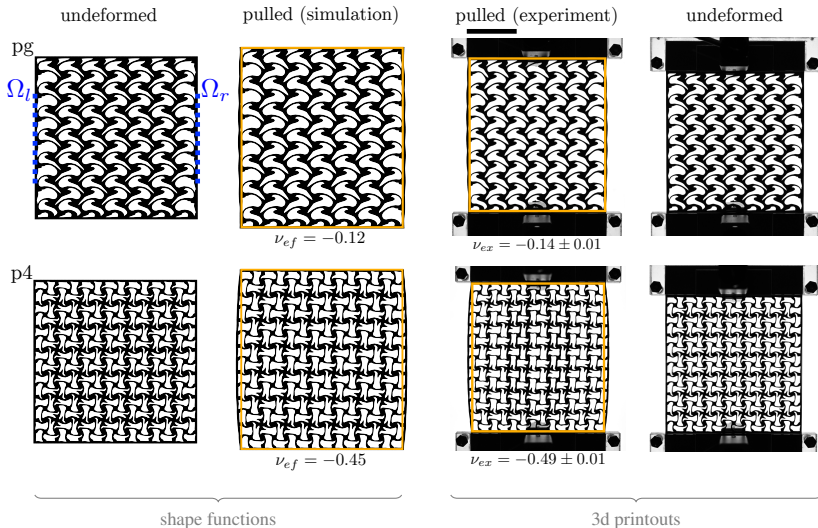 undeformed
pulled (simulation)
pulled (experiment)
undeformed
pg
Ω_l
Ω_r
ν_ef = −0.12
ν_ex = −0.14 ± 0.01
p4
ν_ef = −0.45
ν_ex = −0.49 ± 0.01
shape functions
3d printouts